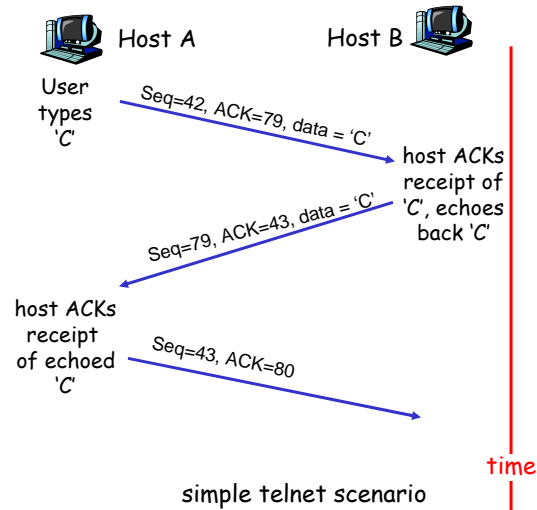 Host A
Host B
User
types
‘C’
Seq=42, ACK=79, data = ‘C’
host ACKs
receipt of
‘C’, echoes
back ‘C’
Seq=79, ACK=43, data = ‘C’
host ACKs
receipt
of echoed
‘C’
Seq=43, ACK=80
time
simple telnet scenario